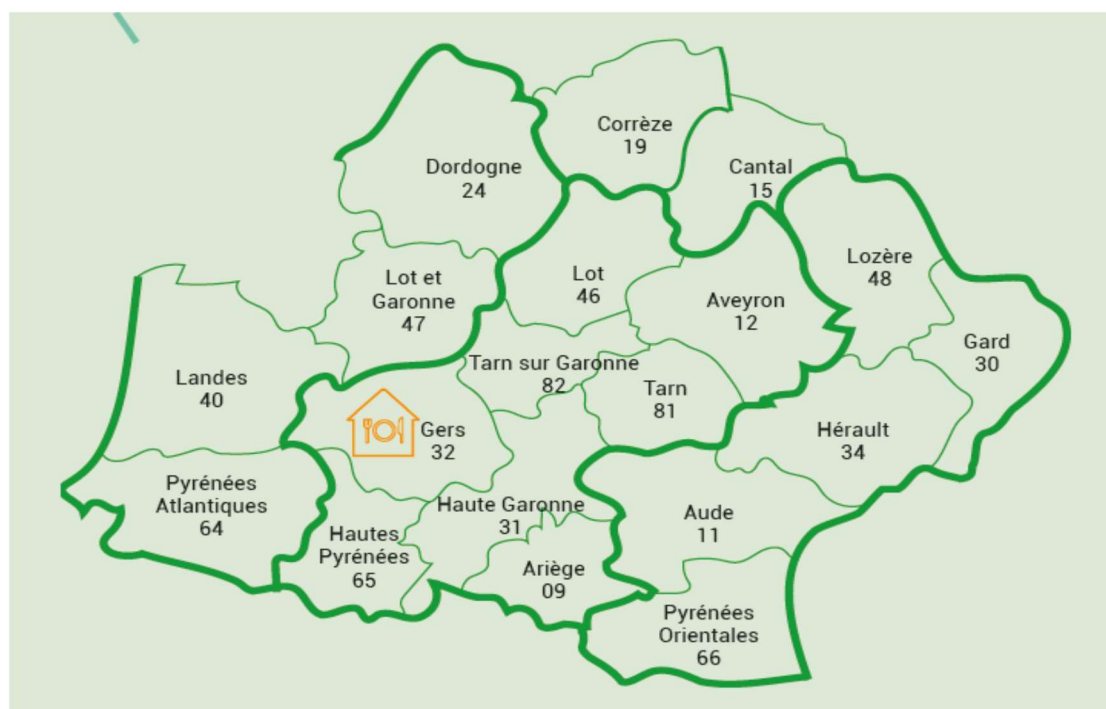 Corrèze
19
Dordogne
24
Cantal
15
Lozère
48
Lot et
Garonne
47
Lot
46
Aveyron
12
Gard
30
Landes
40
Tarn sur Garonne
82
Tarn
81
Gers
32
Hérault
34
Pyrénées
Atlantiques
64
Hautes
Pyrénées
65
Haute Garonne
31
Aude
11
Ariège
09
Pyrénées
Orientales
66